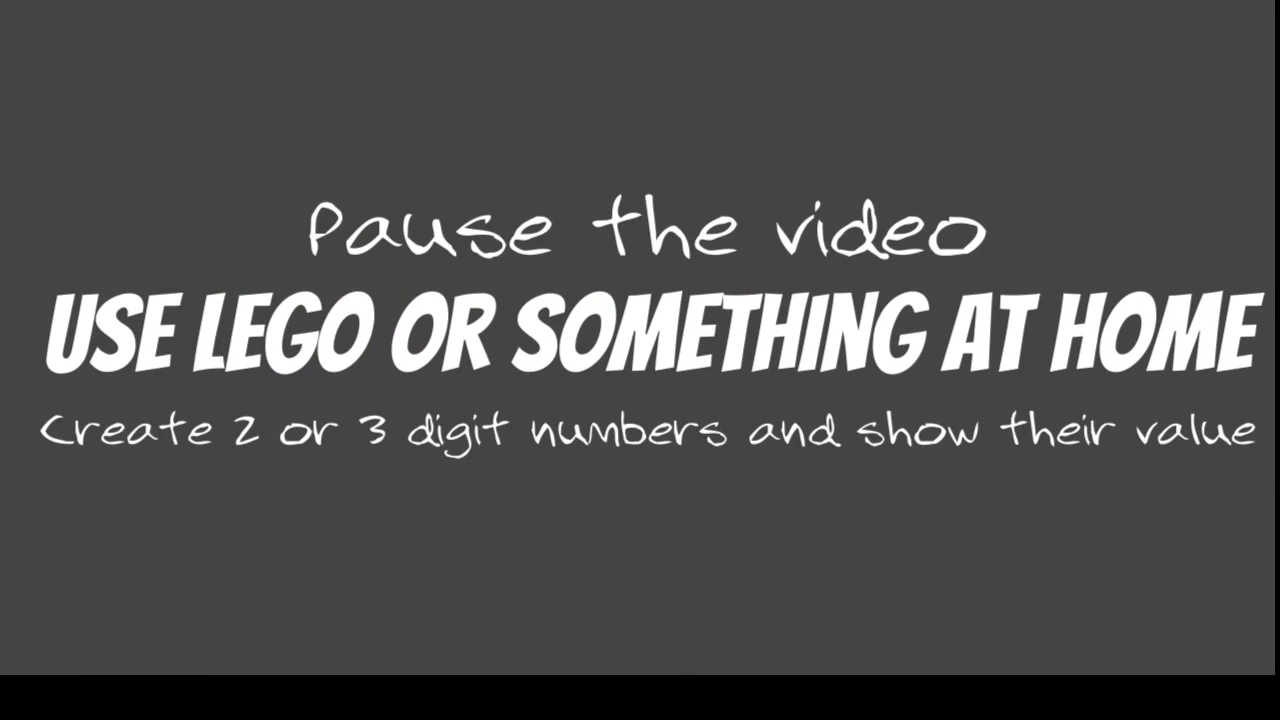 Pause the video
USE LEGO OR SOMETHING AT HOME
Create 2 or 3 digit numbers and show their value